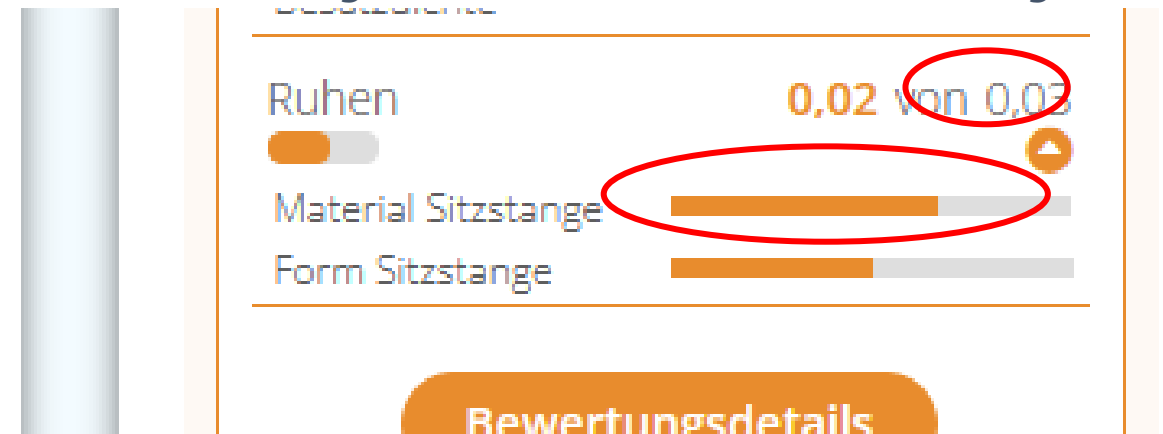 Ruhen 0,02 von 0,03
Material Sitzstange
Form Sitzstange
Bewertungsdetails